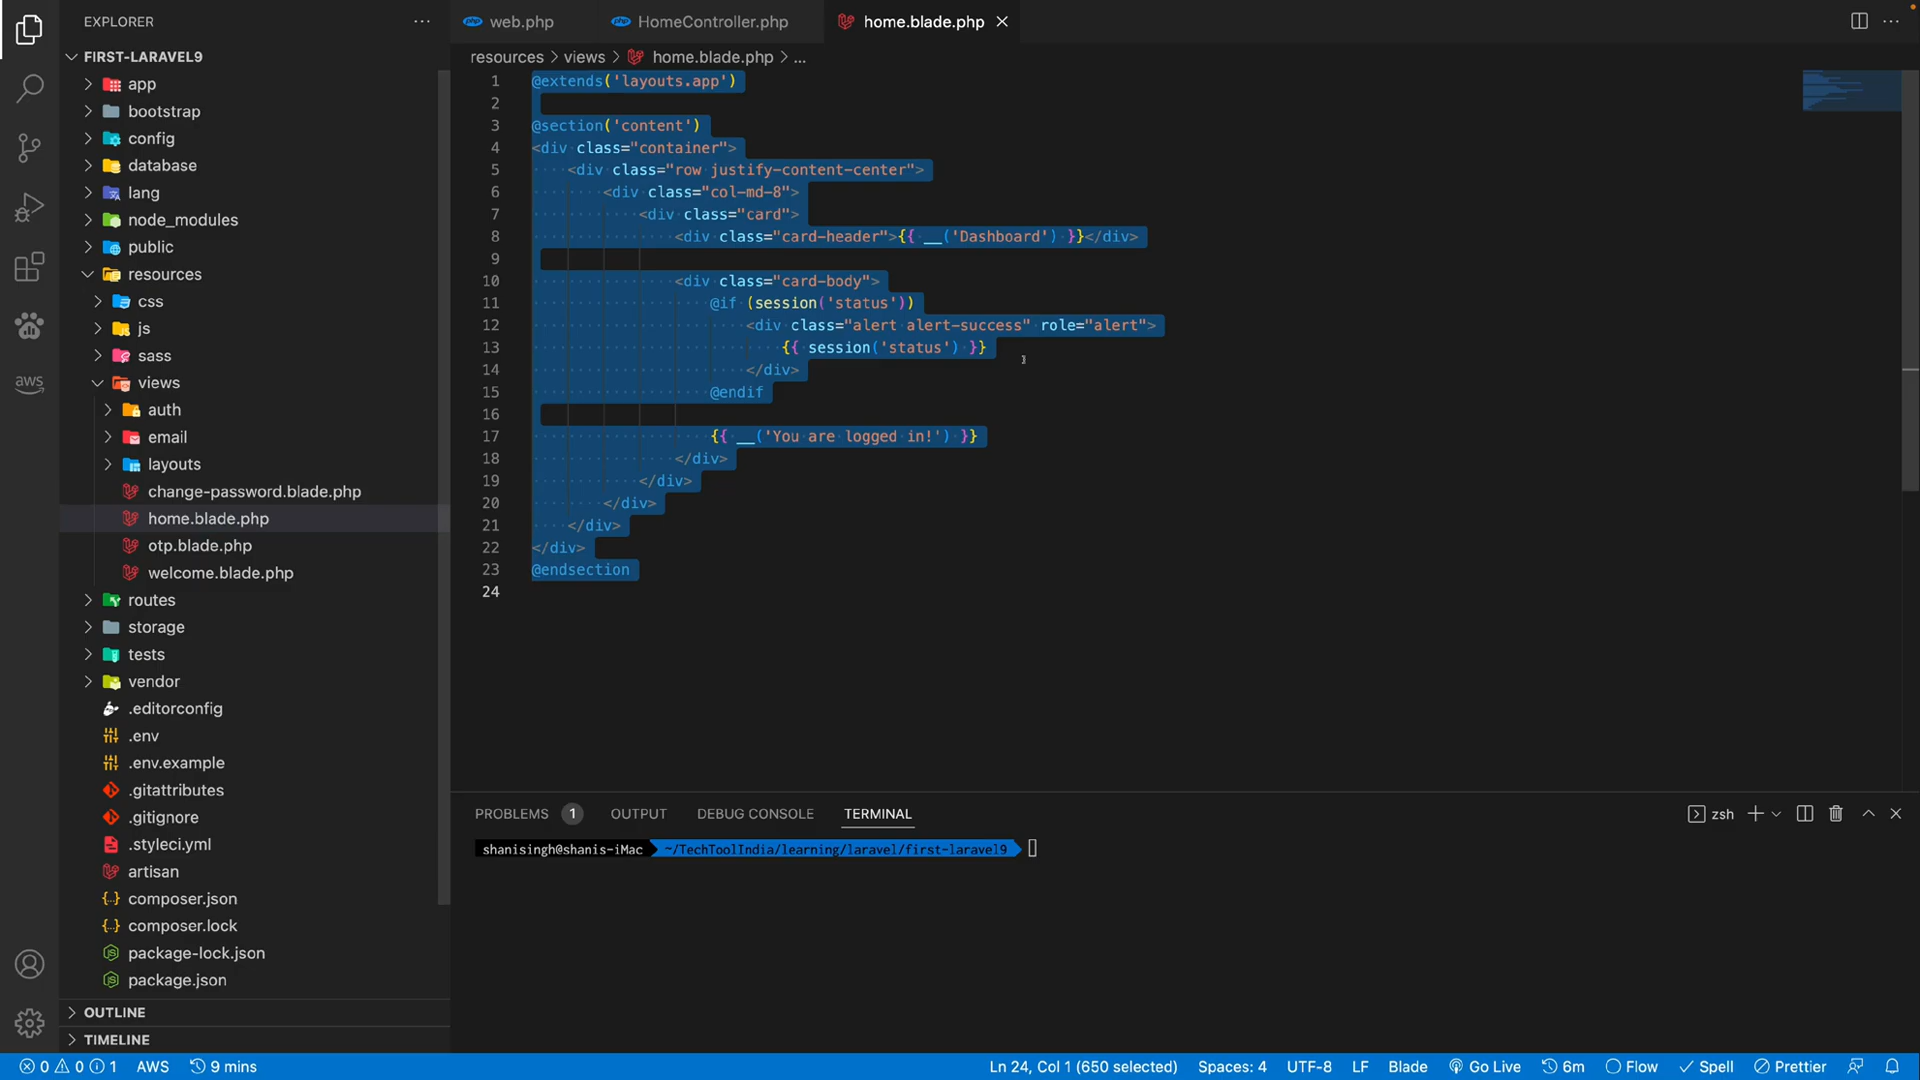 EXPLORER
FIRST-LARAVEL9
app
bootstrap
config
database
lang
node_modules
public
resources
css
js
sass
views
auth
email
layouts
change-password.blade.php
home.blade.php
otp.blade.php
welcome.blade.php
routes
storage
tests
vendor
.editorconfig
.env
.env.example
.gitattributes
.gitignore
.styleci.yml
artisan
composer.json
composer.lock
package-lock.json
package.json
OUTLINE
TIMELINE
aws
web.php HomeController.php home.blade.php
resources > views > home.blade.php > ...
1 @extends('layouts.app')
2
3 @section('content')
4 <div class="container">
5 <div class="row justify-content-center">
6 <div class="col-md-8">
7 <div class="card">
8 <div class="card-header">{{ __('Dashboard') }}</div>
9
10 <div class="card-body">
11 @if (session('status'))
12 <div class="alert alert-success" role="alert">
13 {{ session('status') }}
14 </div>
15 @endif
16
17 {{ __('You are logged in!') }}
18 </div>
19 </div>
20 </div>
21 </div>
22 </div>
23 @endsection
24
PROBLEMS 1 OUTPUT DEBUG CONSOLE TERMINAL zsh
shanisingh@shanis-iMac ~/TechToolIndia/learning/laravel/first-laravel9
0 0 1 AWS 9 mins Ln 24, Col 1 (650 selected) Spaces: 4 UTF-8 LF Blade Go Live 6m Flow Spell Prettier